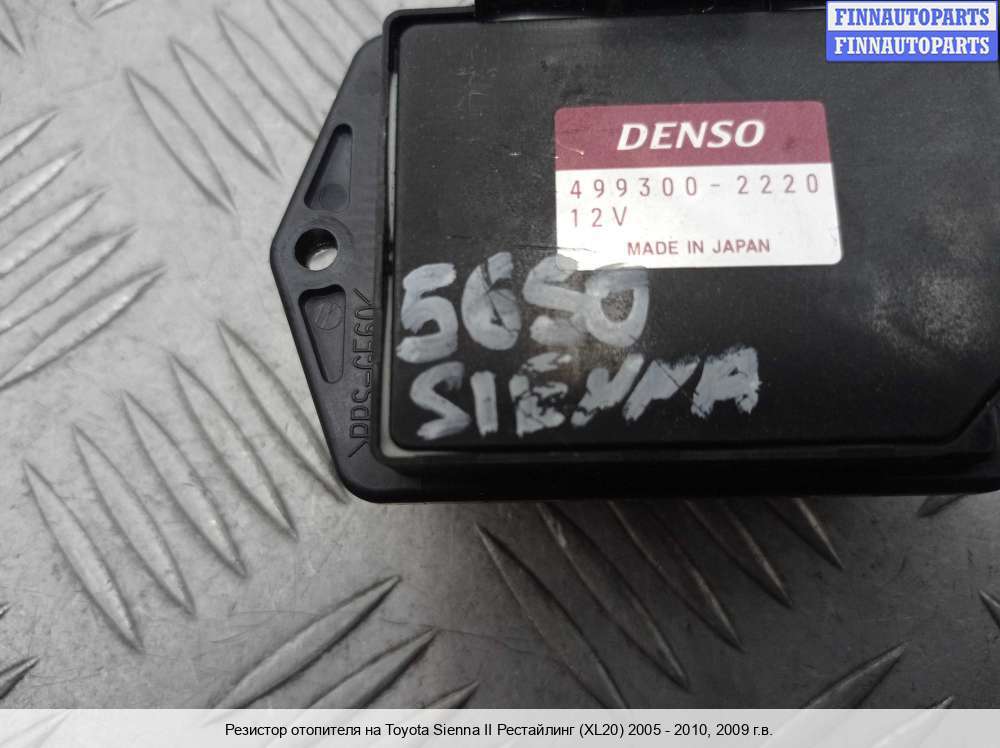 FINNAUTOPARTS
FINNAUTOPARTS
DENSO
499300-2220
12V
MADE IN JAPAN
5650
SIENNA
>PPS-GF60<
Резистор отопителя на Toyota Sienna II Рестайлинг (XL20) 2005 - 2010, 2009 г.в.